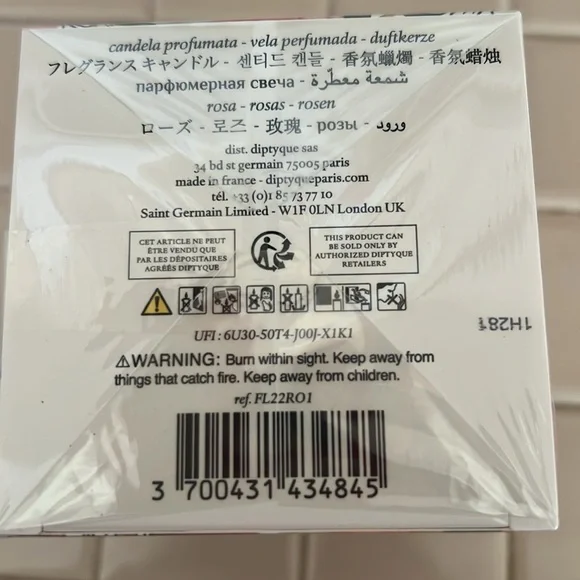 candela profumata - vela perfumada - duftkerze
フレグランスキャンドル - 센티드 캔들 - 香氛蠟燭 - 香氛蜡烛
парфюмерная свеча - شمعة معطّرة
rosa - rosas - rosen
ローズ - 로즈 - 玫瑰 - розы - ورود
dist. diptyque sas
34 bd st germain 75005 paris
made in france - diptyqueparis.com
tél. +33 (0)1 85 73 77 10
Saint Germain Limited - W1F 0LN London UK
CET ARTICLE NE PEUT
ÊTRE VENDU QUE
PAR LES DÉPOSITAIRES
AGRÉÉS DIPTYQUE
THIS PRODUCT CAN
BE SOLD ONLY BY
AUTHORIZED DIPTYQUE
RETAILERS
UFI : 6U30-50T4-J00J-X1K1
1H281
WARNING: Burn within sight. Keep away from
things that catch fire. Keep away from children.
ref. FL22RO1
3 700431 434845